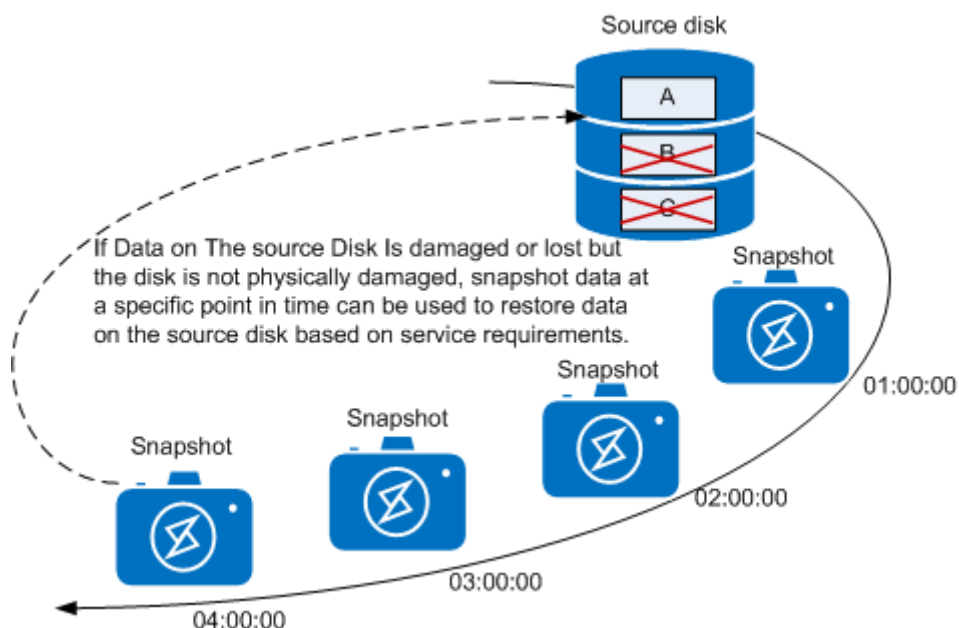 Source disk
A
B
C
If Data on The source Disk Is damaged or lost but
the disk is not physically damaged, snapshot data at
a specific point in time can be used to restore data
on the source disk based on service requirements.
Snapshot
01:00:00
Snapshot
02:00:00
Snapshot
03:00:00
Snapshot
04:00:00